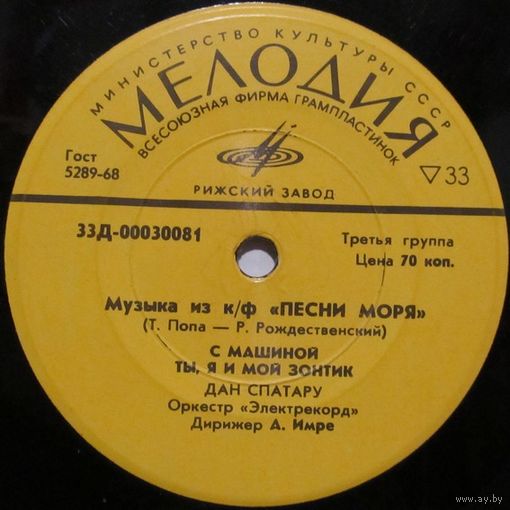 МИНИСТЕРСТВО КУЛЬТУРЫ СССР
МЕЛОДИЯ
ВСЕСОЮЗНАЯ ФИРМА ГРАМПЛАСТИНОК
Гост
5289-68
▽33
РИЖСКИЙ ЗАВОД
33Д-00030081
Третья группа
Цена 70 коп.
Музыка из к/ф «ПЕСНИ МОРЯ»
(Т. Попа — Р. Рождественский)
С МАШИНОЙ
ТЫ, Я И МОЙ ЗОНТИК
ДАН СПАТАРУ
Оркестр «Электрекорд»
Дирижер А. Имре
www.ay.by